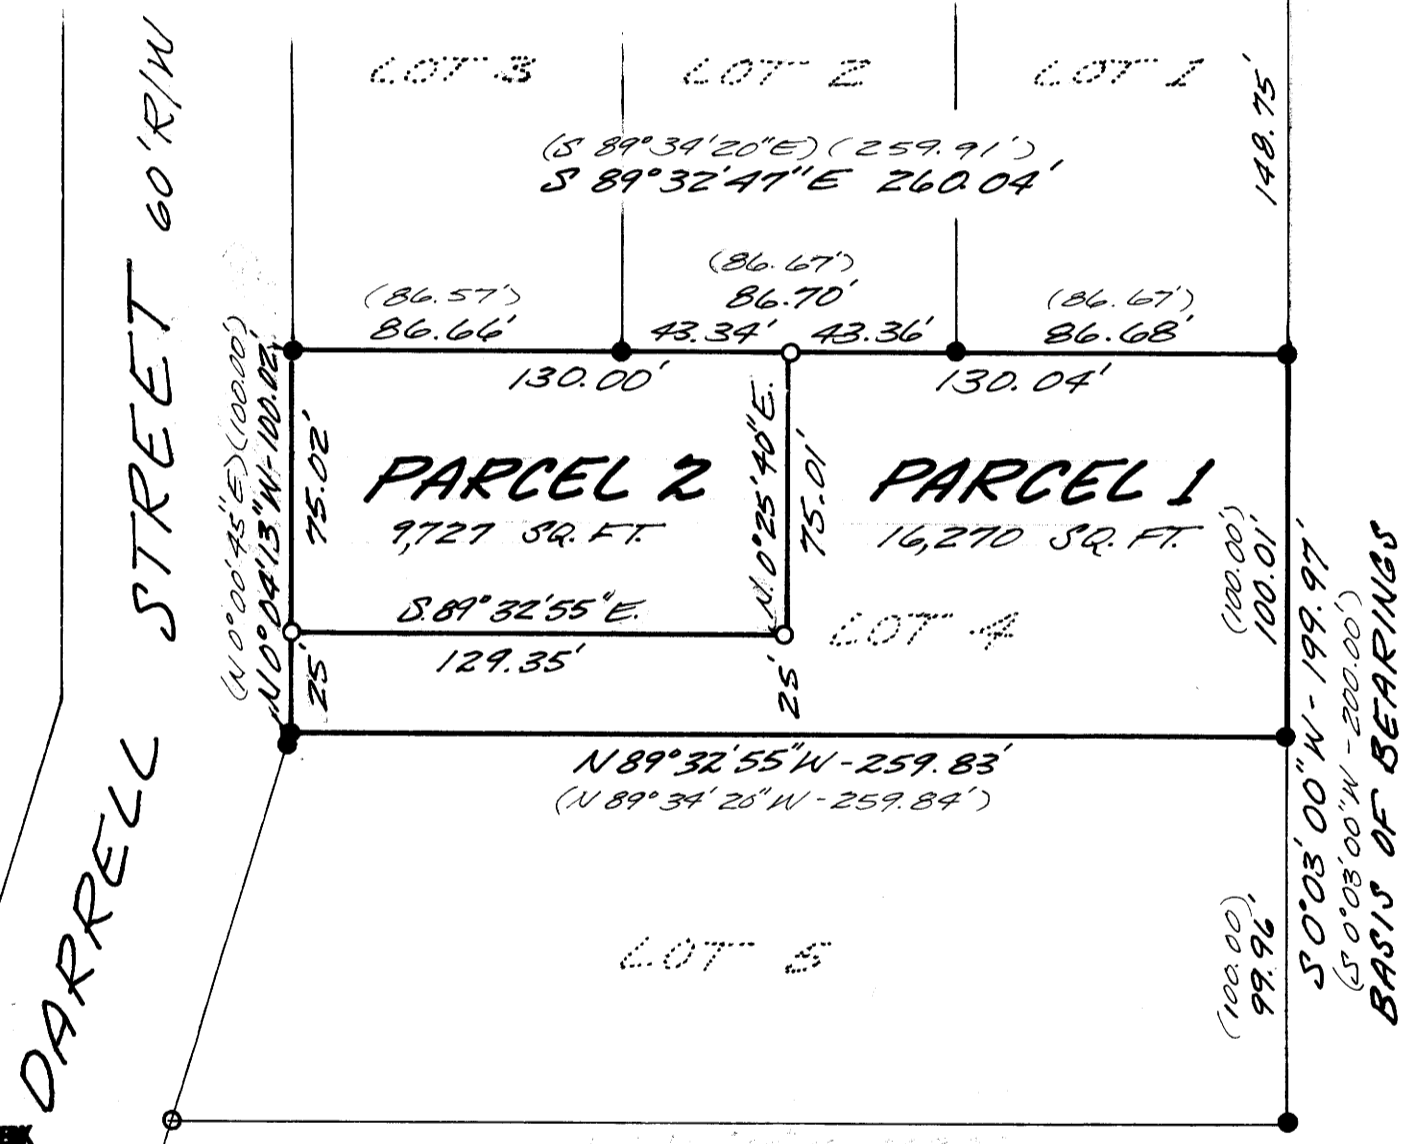 LOT 3
LOT 2
LOT 1
148.75'
60' R/W
(S 89°34'20"E) (259.91')
S 89°32'47"E 260.04'
(86.67')
(86.57')
86.70'
(86.67')
86.66'
43.34'
43.36'
86.68'
130.00'
130.04'
STREET
(N 0°00'45"E) (100.00')
N 0°04'13"W - 100.02'
75.02'
PARCEL 2
9,727 SQ. FT.
N. 0°25'40"E.
75.01'
PARCEL 1
16,270 SQ. FT.
(100.00')
100.01'
S. 89°32'55"E.
129.35'
LOT 4
25'
25'
N 89°32'55"W - 259.83'
(N 89°34'20"W - 259.84')
S 0°03'00"W - 199.97'
(S 0°03'00"W - 200.00')
BASIS OF BEARINGS
DARRELL
LOT 5
(100.00)
99.96'